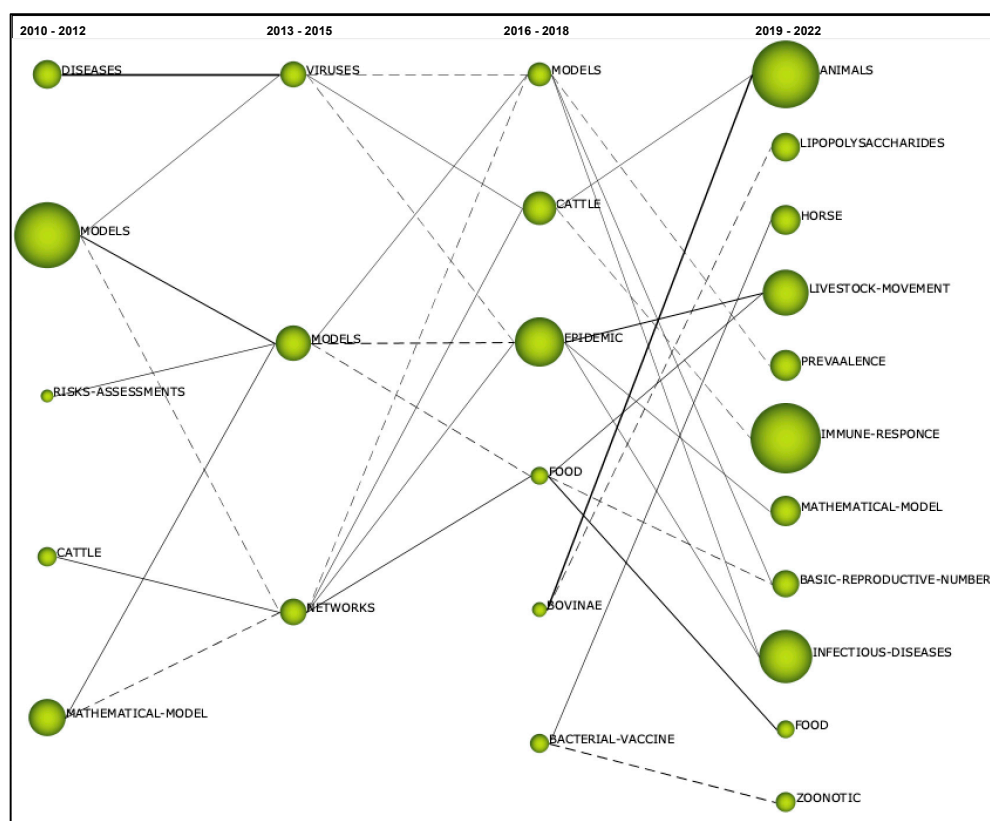 2010 - 2012
2013 - 2015
2016 - 2018
2019 - 2022
DISEASES
MODELS
RISKS-ASSESSMENTS
CATTLE
MATHEMATICAL-MODEL
VIRUSES
MODELS
NETWORKS
MODELS
CATTLE
EPIDEMIC
FOOD
BOVINAE
BACTERIAL-VACCINE
ANIMALS
LIPOPOLYSACCHARIDES
HORSE
LIVESTOCK-MOVEMENT
PREVAALENCE
IMMUNE-RESPONCE
MATHEMATICAL-MODEL
BASIC-REPRODUCTIVE-NUMBER
INFECTIOUS-DISEASES
FOOD
ZOONOTIC